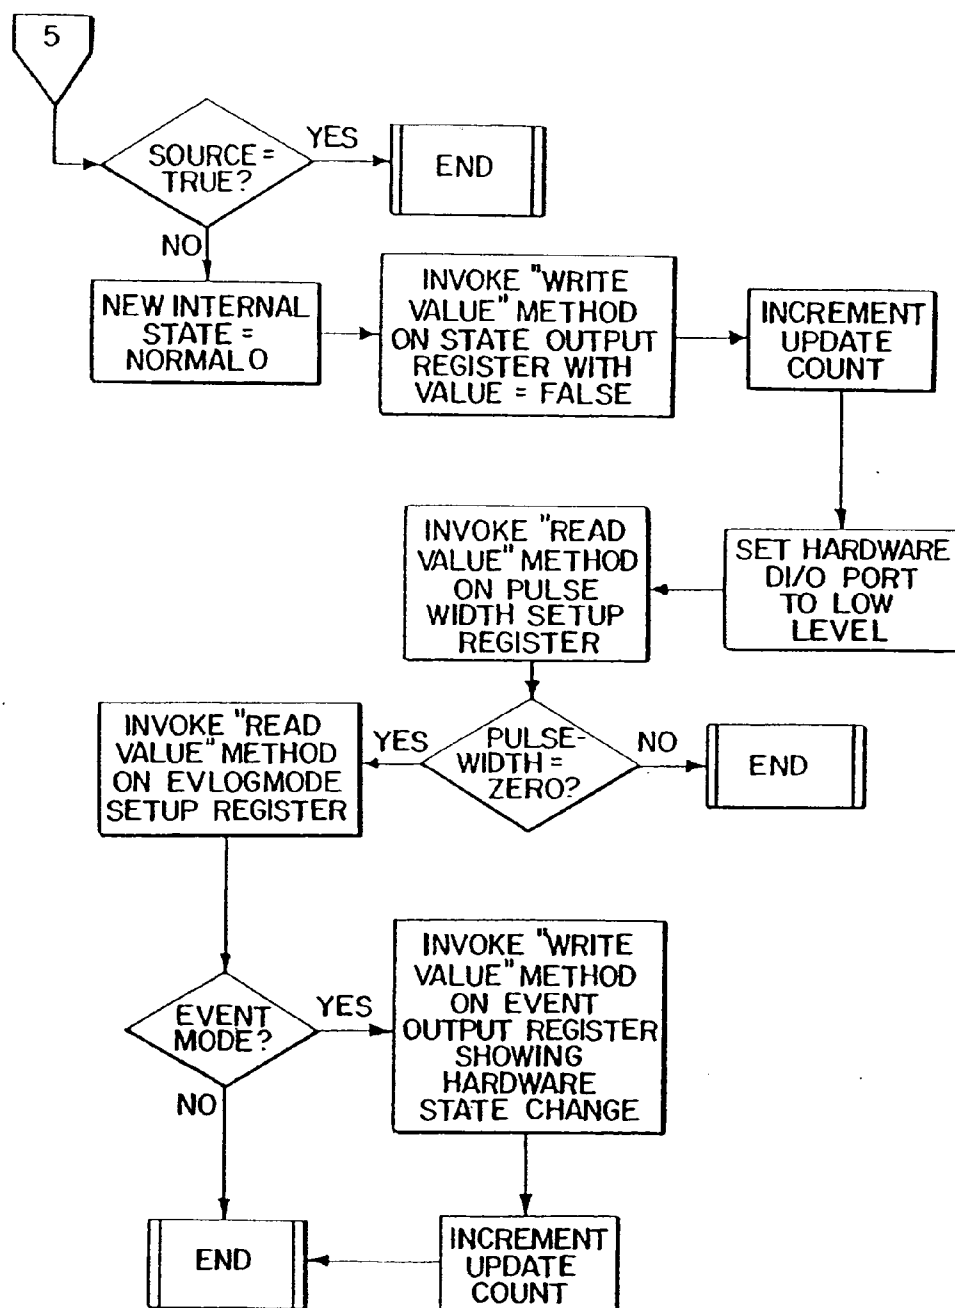 5
SOURCE =
TRUE?
YES
END
NO
NEW INTERNAL
STATE =
NORMAL 0
INVOKE "WRITE
VALUE" METHOD
ON STATE OUTPUT
REGISTER WITH
VALUE = FALSE
INCREMENT
UPDATE
COUNT
SET HARDWARE
DI/O PORT
TO LOW
LEVEL
INVOKE "READ
VALUE" METHOD
ON PULSE
WIDTH SETUP
REGISTER
PULSE-
WIDTH =
ZERO?
NO
END
YES
INVOKE "READ
VALUE" METHOD
ON EVLOGMODE
SETUP REGISTER
EVENT
MODE?
YES
INVOKE "WRITE
VALUE" METHOD
ON EVENT
OUTPUT REGISTER
SHOWING
HARDWARE
STATE CHANGE
NO
INCREMENT
UPDATE
COUNT
END